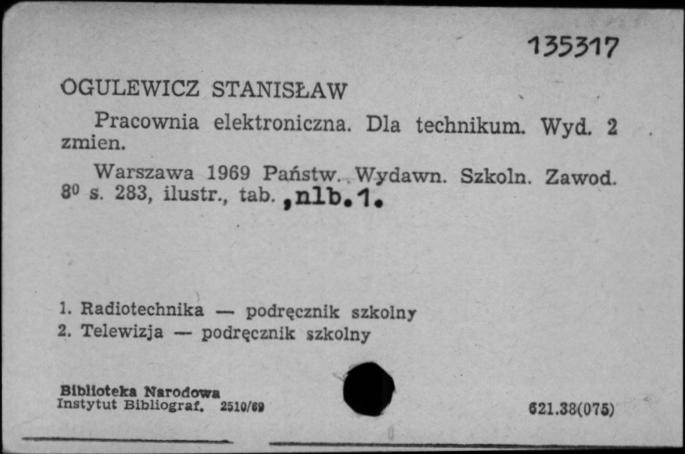 135317
OGULEWICZ STANISŁAW
Pracownia elektroniczna. Dla technikum. Wyd. 2
zmien.
Warszawa 1969 Państw. Wydawn. Szkoln. Zawod.
8⁰ s. 283, ilustr., tab. ,nlb.1.
1. Radiotechnika — podręcznik szkolny
2. Telewizja — podręcznik szkolny
Biblioteka Narodowa
Instytut Bibliograf. 2510/69
621.38(075)